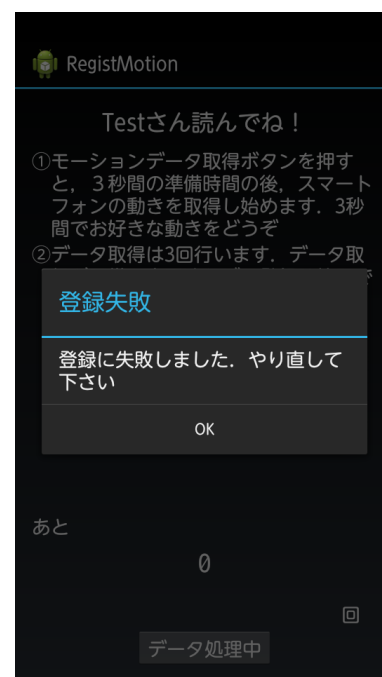 RegistMotion
Testさん読んでね！
①モーションデータ取得ボタンを押す
と，３秒間の準備時間の後，スマート
フォンの動きを取得し始めます．3秒
間でお好きな動きをどうぞ
②データ取得は3回行います．データ取
登録失敗
登録に失敗しました．やり直して
下さい
OK
あと
0
回
データ処理中